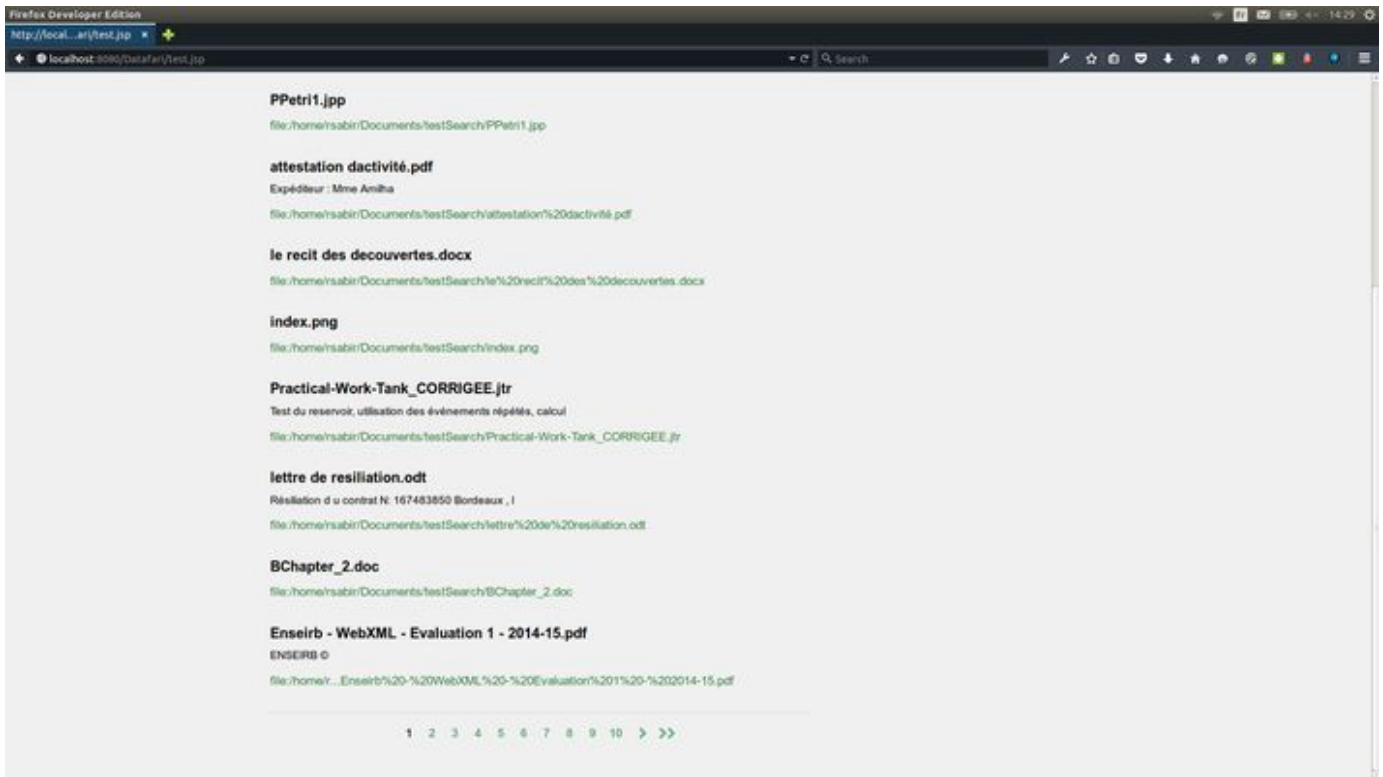 Firefox Developer Edition
Fr
14:29
http://local...ari/test.jsp
localhost:8080/Datafari/test.jsp
Search
PPetri1.jpp
file:/home/rsabir/Documents/testSearch/PPetri1.jpp
attestation dactivité.pdf
Expéditeur : Mme Amilha
file:/home/rsabir/Documents/testSearch/attestation%20dactivité.pdf
le recit des decouvertes.docx
file:/home/rsabir/Documents/testSearch/le%20recit%20des%20decouvertes.docx
index.png
file:/home/rsabir/Documents/testSearch/index.png
Practical-Work-Tank_CORRIGEE.jtr
Test du reservoir, utilisation des événements répétés, calcul
file:/home/rsabir/Documents/testSearch/Practical-Work-Tank_CORRIGEE.jtr
lettre de resiliation.odt
Résiliation d u contrat N: 167483850 Bordeaux , l
file:/home/rsabir/Documents/testSearch/lettre%20de%20resiliation.odt
BChapter_2.doc
file:/home/rsabir/Documents/testSearch/BChapter_2.doc
Enseirb - WebXML - Evaluation 1 - 2014-15.pdf
ENSEIRB ©
file:/home/r...Enseirb%20-%20WebXML%20-%20Evaluation%201%20-%202014-15.pdf
1 2 3 4 5 6 7 8 9 10 > >>